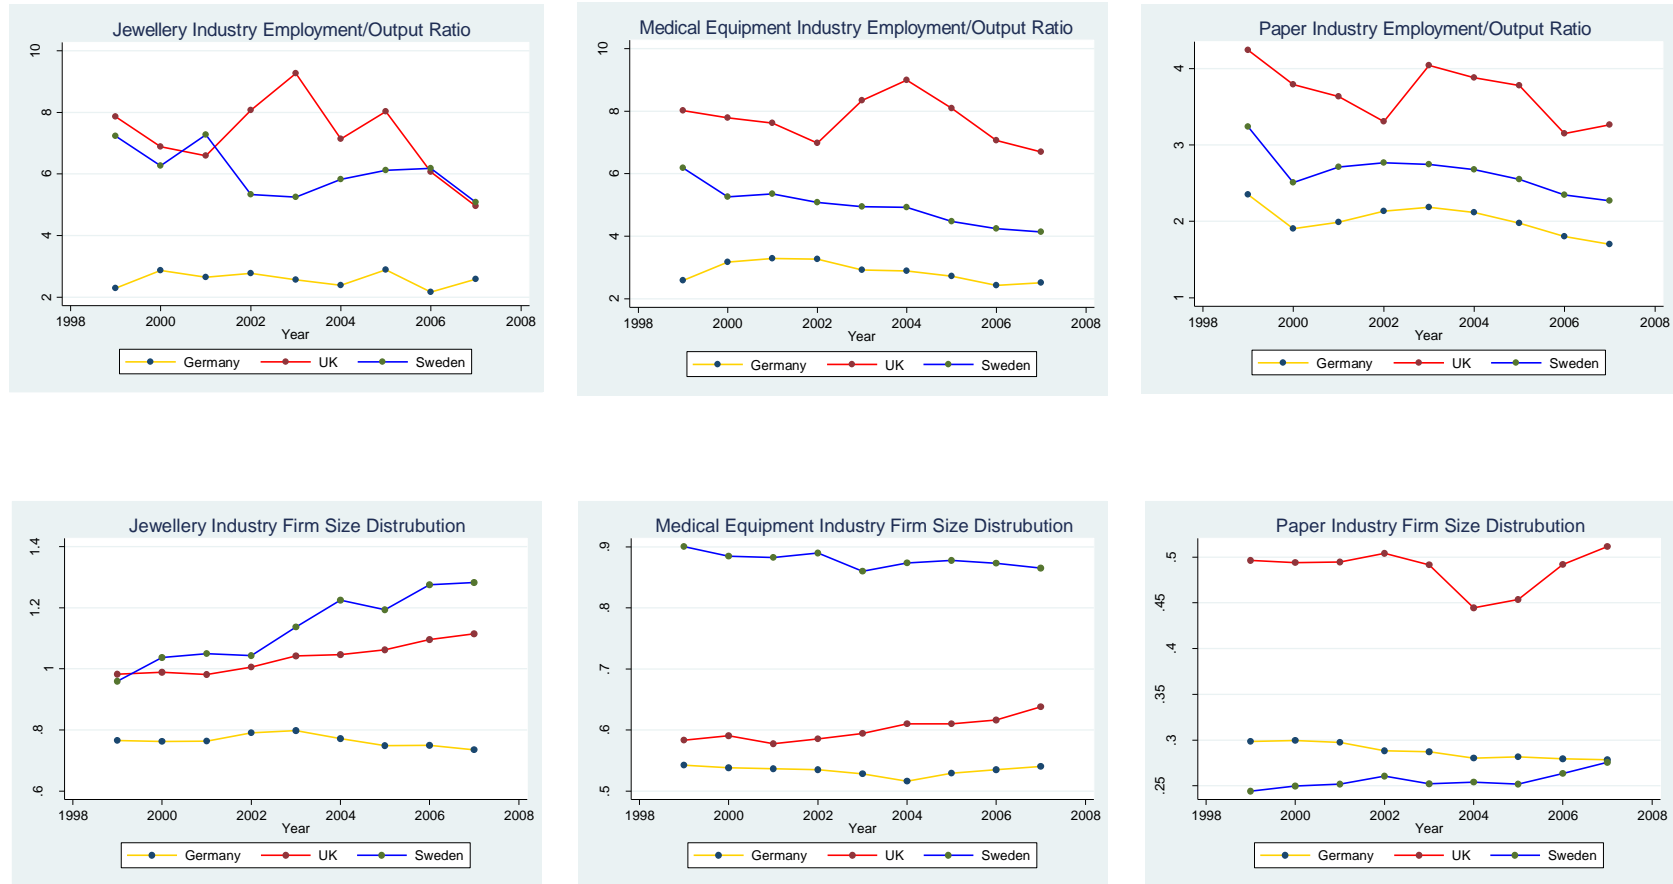 Jewellery Industry Employment/Output Ratio
10
8
6
4
2
1998 2000 2002 2004 2006 2008
Year
Germany UK Sweden
Medical Equipment Industry Employment/Output Ratio
10
8
6
4
2
1998 2000 2002 2004 2006 2008
Year
Germany UK Sweden
Paper Industry Employment/Output Ratio
4
3
2
1
1998 2000 2002 2004 2006 2008
Year
Germany UK Sweden
Jewellery Industry Firm Size Distrubution
1.4
1.2
1
.8
.6
1998 2000 2002 2004 2006 2008
Year
Germany UK Sweden
Medical Equipment Industry Firm Size Distrubution
.9
.8
.7
.6
.5
1998 2000 2002 2004 2006 2008
Year
Germany UK Sweden
Paper Industry Firm Size Distrubution
.5
.45
.4
.35
.3
.25
1998 2000 2002 2004 2006 2008
Year
Germany UK Sweden